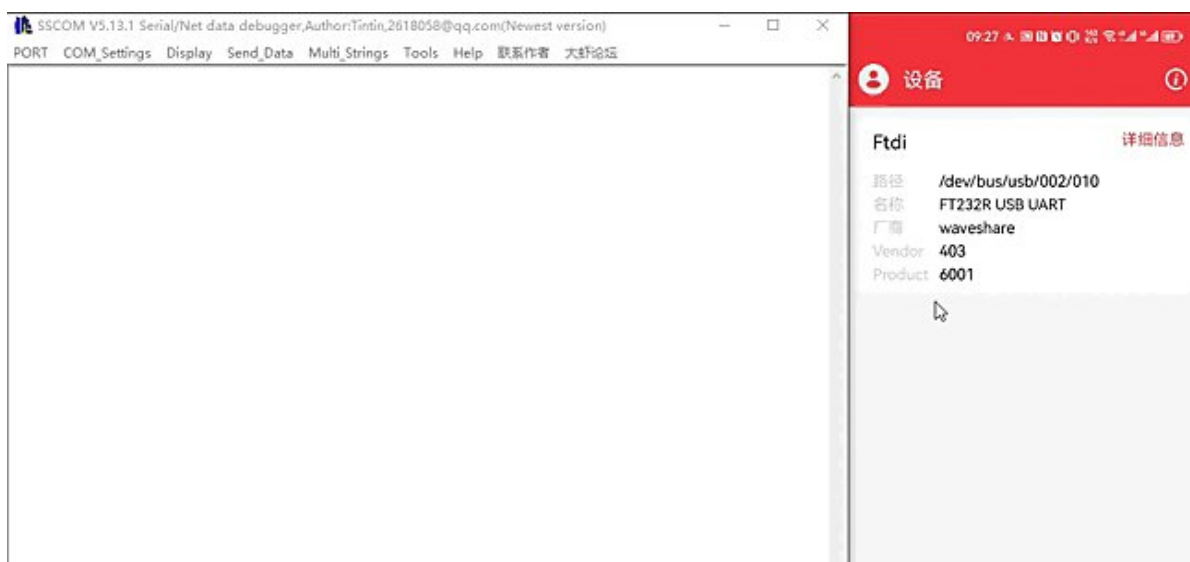 SSCOM V5.13.1 Serial/Net data debugger,Author:Tintin,2618058@qq.com(Newest version)
PORT COM_Settings Display Send_Data Multi_Strings Tools Help 联系作者 大虾论坛
09:27
设备
Ftdi 详细信息
路径 /dev/bus/usb/002/010
名称 FT232R USB UART
厂商 waveshare
Vendor 403
Product 6001